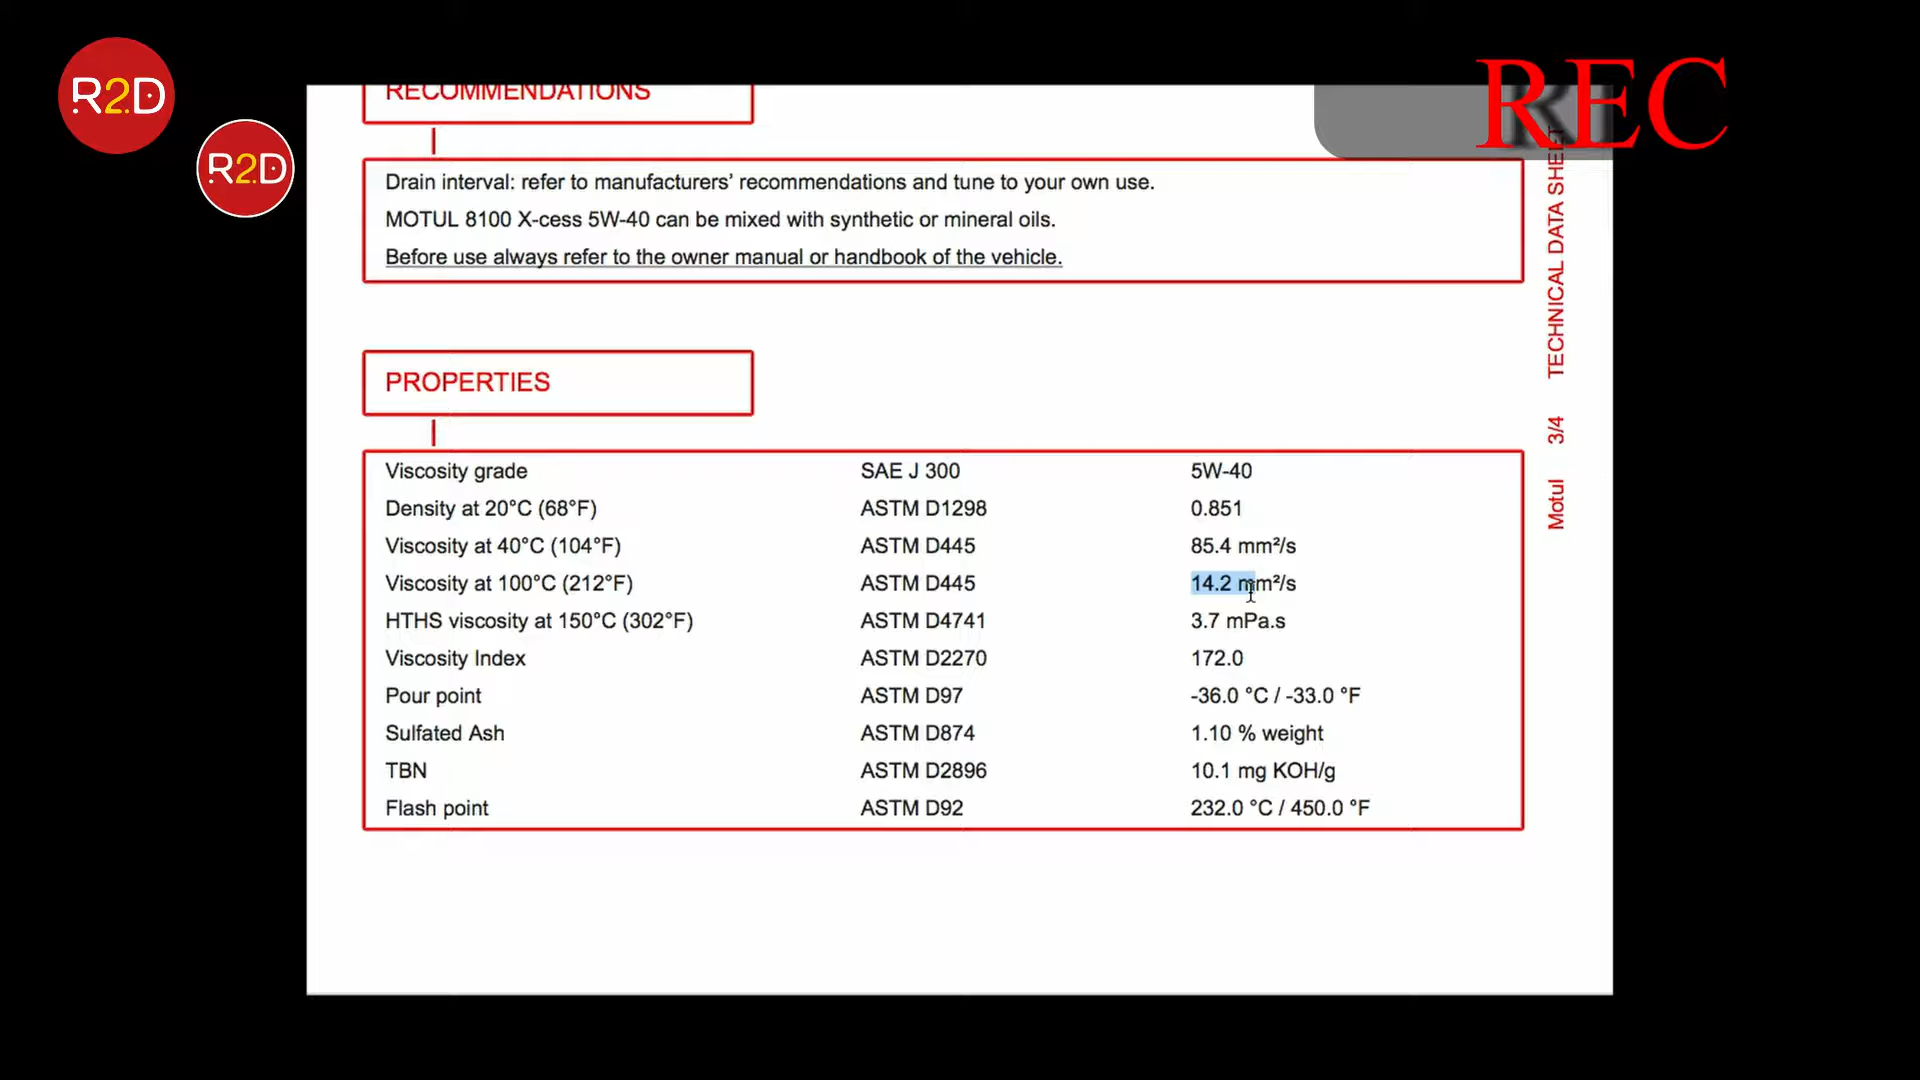 R2D
R2D
REC
RECOMMENDATIONS
Drain interval: refer to manufacturers’ recommendations and tune to your own use.
MOTUL 8100 X-cess 5W-40 can be mixed with synthetic or mineral oils.
Before use always refer to the owner manual or handbook of the vehicle.
PROPERTIES
Viscosity grade SAE J 300 5W-40
Density at 20°C (68°F) ASTM D1298 0.851
Viscosity at 40°C (104°F) ASTM D445 85.4 mm²/s
Viscosity at 100°C (212°F) ASTM D445 14.2 mm²/s
HTHS viscosity at 150°C (302°F) ASTM D4741 3.7 mPa.s
Viscosity Index ASTM D2270 172.0
Pour point ASTM D97 -36.0 °C / -33.0 °F
Sulfated Ash ASTM D874 1.10 % weight
TBN ASTM D2896 10.1 mg KOH/g
Flash point ASTM D92 232.0 °C / 450.0 °F
Motul 3/4 TECHNICAL DATA SHEET